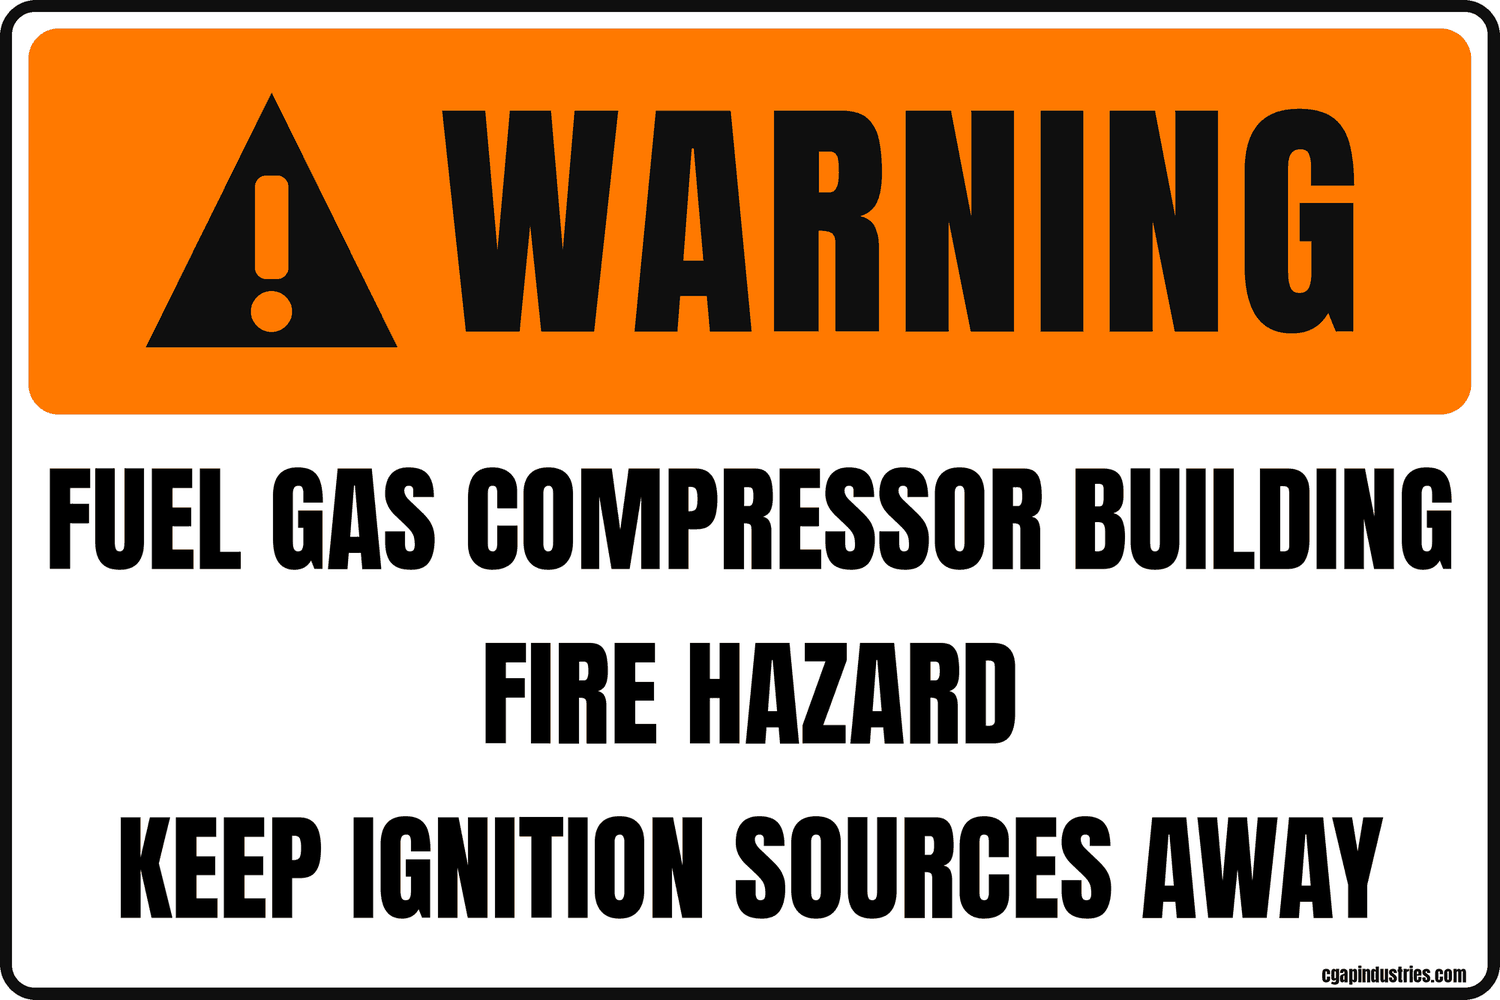 WARNING
FUEL GAS COMPRESSOR BUILDING
FIRE HAZARD
KEEP IGNITION SOURCES AWAY
cgapindustries.com